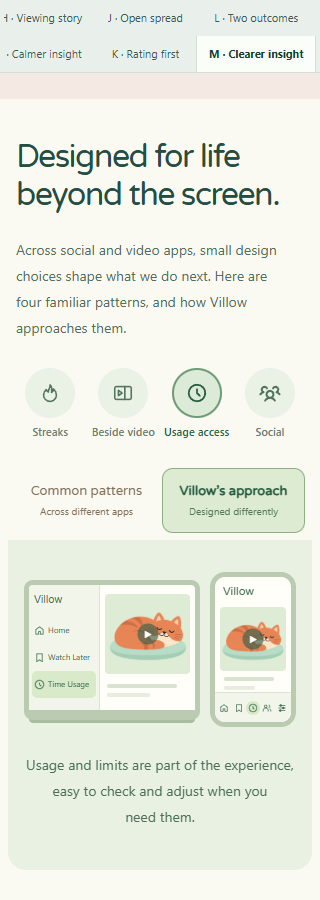 H · Viewing story
J · Open spread
L · Two outcomes
· Calmer insight
K · Rating first
M · Clearer insight
Designed for life
beyond the screen.
Across social and video apps, small design
choices shape what we do next. Here are
four familiar patterns, and how Villow
approaches them.
Streaks
Beside video
Usage access
Social
Common patterns
Across different apps
Villow's approach
Designed differently
Villow
Home
Watch Later
Time Usage
Villow
Usage and limits are part of the experience,
easy to check and adjust when you
need them.